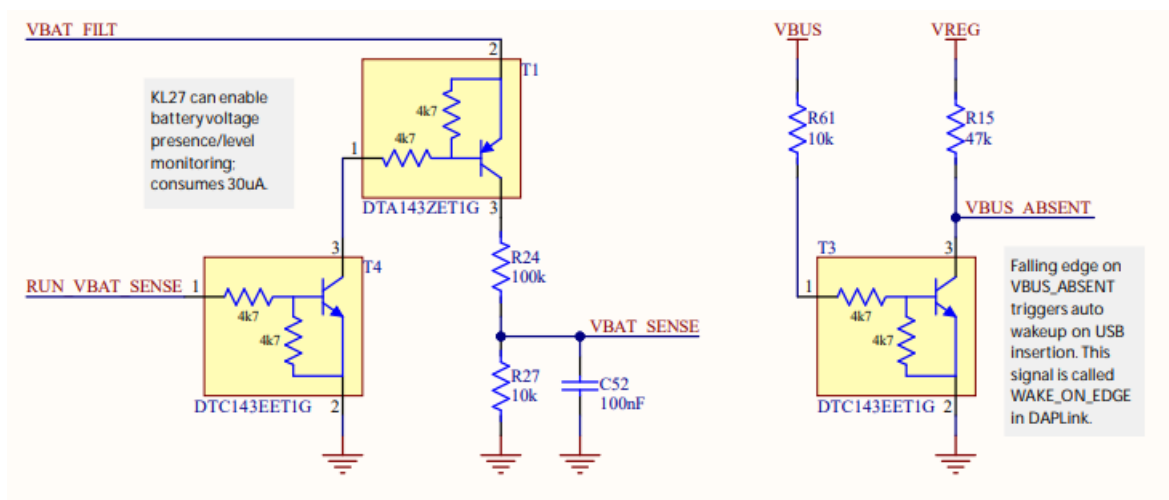 VBAT_FILT
VBUS
VREG
2
T1
KL27 can enable
battery voltage
presence/level
monitoring;
consumes 30uA.
4k7
4k7
1
R61
10k
R15
47k
DTA143ZET1G
3
VBUS_ABSENT
3
T4
R24
100k
T3
3
RUN_VBAT_SENSE
1
4k7
4k7
VBAT_SENSE
1
4k7
4k7
Falling edge on
VBUS_ABSENT
triggers auto
wakeup on USB
insertion. This
signal is called
WAKE_ON_EDGE
in DAPLink.
DTC143EET1G
2
R27
10k
C52
100nF
DTC143EET1G
2